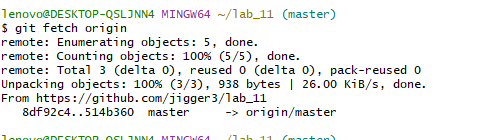 lenovo@DESKTOP-QSLJNN4 MINGW64 ~/lab_11 (master)
$ git fetch origin
remote: Enumerating objects: 5, done.
remote: Counting objects: 100% (5/5), done.
remote: Total 3 (delta 0), reused 0 (delta 0), pack-reused 0
Unpacking objects: 100% (3/3), 938 bytes | 26.00 KiB/s, done.
From https://github.com/jigger3/lab_11
   8df92c4..514b360  master     -> origin/master